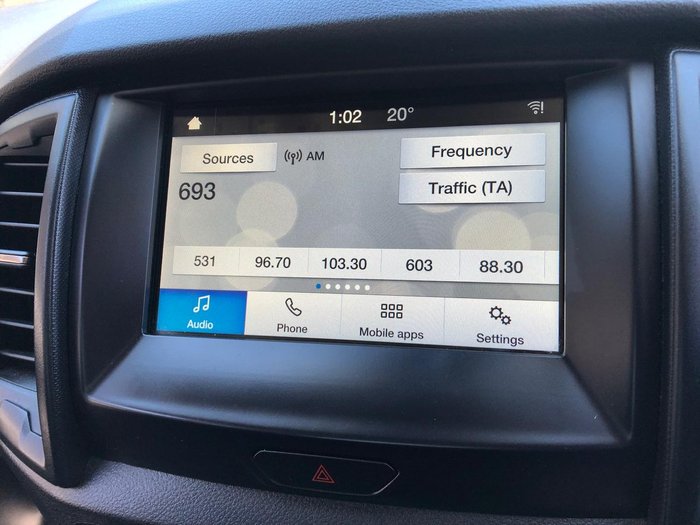 1:02 20°
Sources AM Frequency
693 Traffic (TA)
531 96.70 103.30 603 88.30
Audio Phone Mobile apps Settings